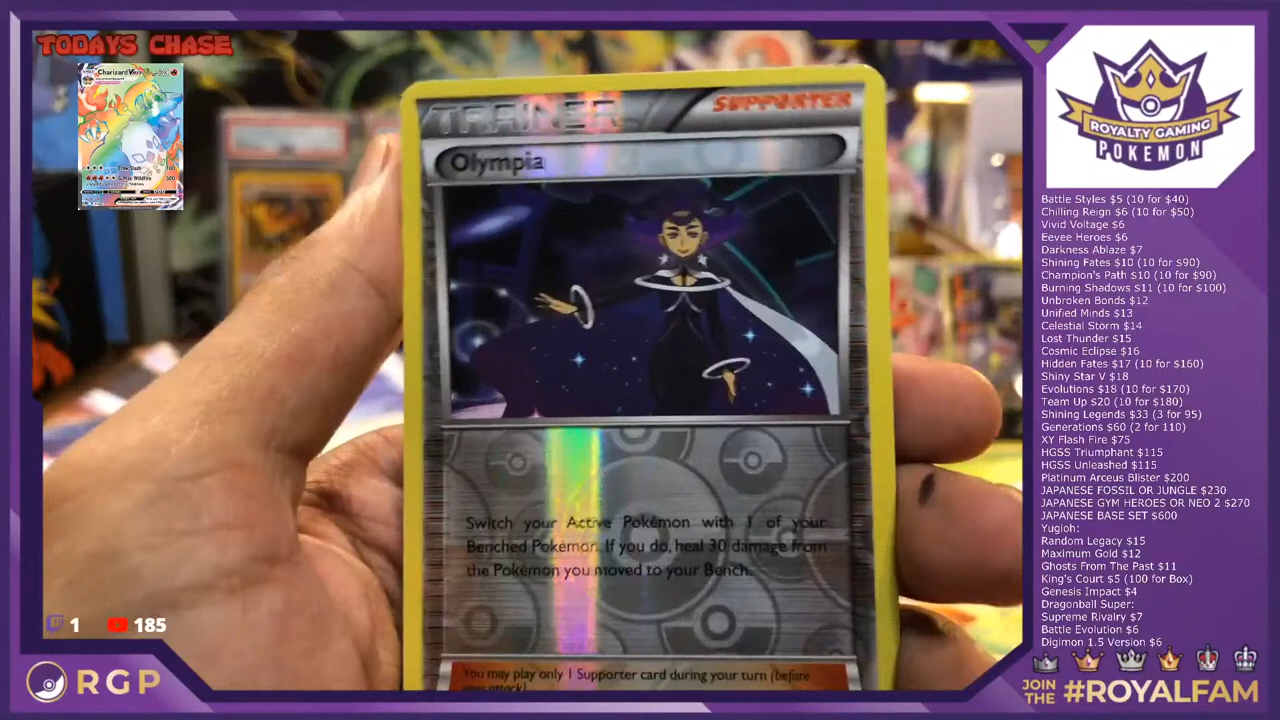 TODAYS CHASE
Charizard
TRAINER
SUPPORTER
Olympia
Switch your Active Pokémon with 1 of your
Benched Pokémon. If you do, heal 30 damage from
the Pokémon you moved to your Bench.
You may play only 1 Supporter card during your turn (before
your attack).
1
185
RGP
ROYALTY GAMING
POKEMON
Battle Styles $5 (10 for $40)
Chilling Reign $6 (10 for $50)
Vivid Voltage $6
Eevee Heroes $6
Darkness Ablaze $7
Shining Fates $10 (10 for $90)
Champion's Path $10 (10 for $90)
Burning Shadows $11 (10 for $100)
Unbroken Bonds $12
Unified Minds $13
Celestial Storm $14
Lost Thunder $15
Cosmic Eclipse $16
Hidden Fates $17 (10 for $160)
Shiny Star V $18
Evolutions $18 (10 for $170)
Team Up $20 (10 for $180)
Shining Legends $33 (3 for 95)
Generations $60 (2 for 110)
XY Flash Fire $75
HGSS Triumphant $115
HGSS Unleashed $115
Platinum Arceus Blister $200
JAPANESE FOSSIL OR JUNGLE $230
JAPANESE GYM HEROES OR NEO 2 $270
JAPANESE BASE SET $600
Yugioh:
Random Legacy $15
Maximum Gold $12
Ghosts From The Past $11
King's Court $5 (100 for Box)
Genesis Impact $4
Dragonball Super:
Supreme Rivalry $7
Battle Evolution $6
Digimon 1.5 Version $6
JOIN
THE
#ROYALFAM